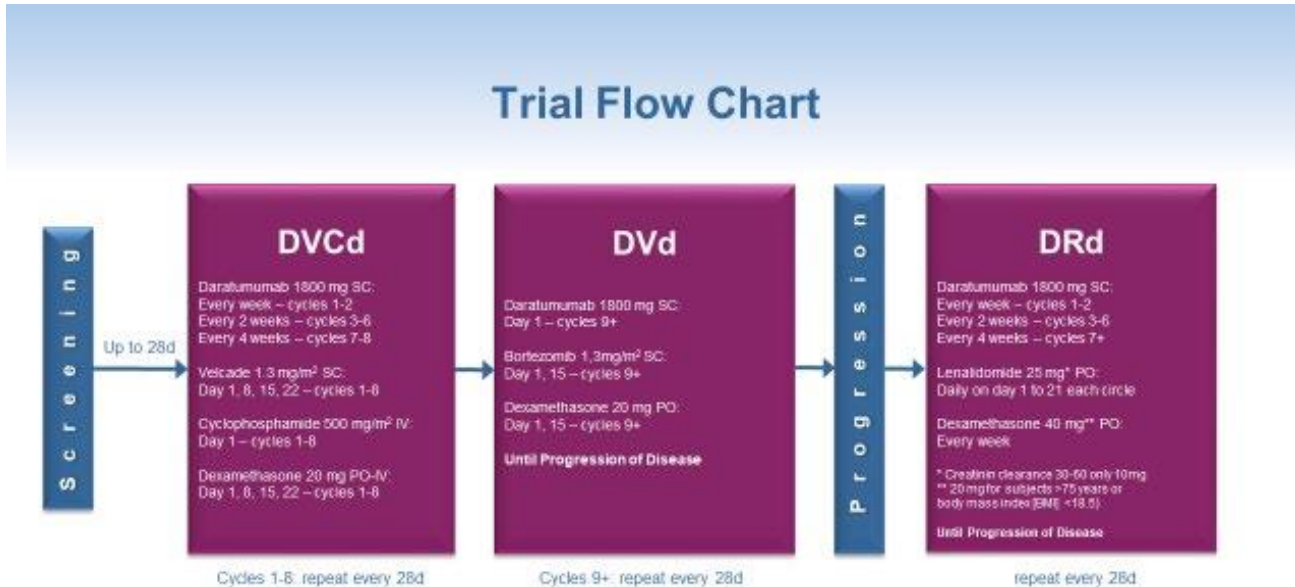 Trial Flow Chart
Screening
Up to 28d
DVCd
Daratumumab 1800 mg SC:
Every week – cycles 1-2
Every 2 weeks – cycles 3-6
Every 4 weeks – cycles 7-8
Velcade 1.3 mg/m² SC:
Day 1, 8, 15, 22 – cycles 1-8
Cyclophosphamide 500 mg/m² IV:
Day 1 – cycles 1-8
Dexamethasone 20 mg PO-IV:
Day 1, 8, 15, 22 – cycles 1-8
Cycles 1-8: repeat every 28d
DVd
Daratumumab 1800 mg SC:
Day 1 – cycles 9+
Bortezomib 1,3mg/m² SC:
Day 1, 15 – cycles 9+
Dexamethasone 20 mg PO:
Day 1, 15 – cycles 9+
Until Progression of Disease
Cycles 9+: repeat every 28d
Progression
DRd
Daratumumab 1800 mg SC:
Every week – cycles 1-2
Every 2 weeks – cycles 3-6
Every 4 weeks – cycles 7+
Lenalidomide 25 mg* PO:
Daily on day 1 to 21 each circle
Dexamethasone 40 mg** PO:
Every week
* Creatinin clearance 30-60 only 10mg
** 20 mg for subjects >75 years or
body mass index [BMI] <18.5)
Until Progression of Disease
repeat every 28d